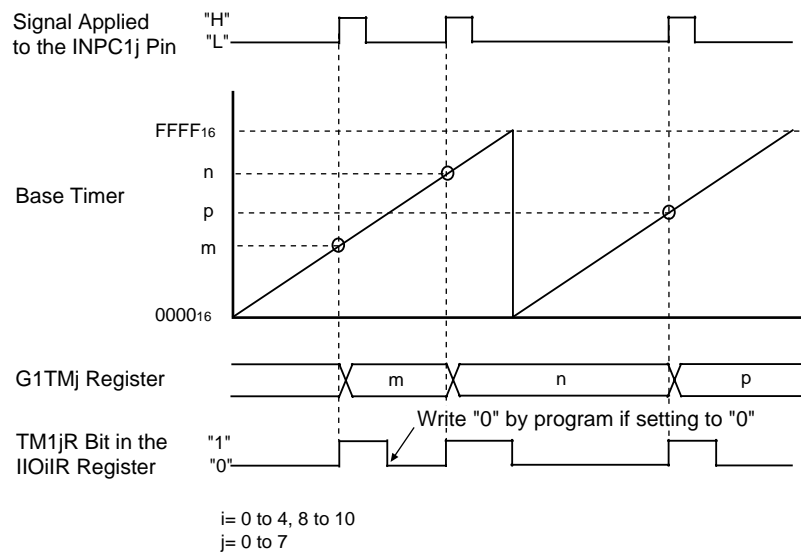 Signal Applied
to the INPC1j Pin
"H"
"L"
FFFF16
n
Base Timer
p
m
000016
G1TMj Register
m
n
p
Write "0" by program if setting to "0"
TM1jR Bit in the
IIOiIR Register
"1"
"0"
i= 0 to 4, 8 to 10
j= 0 to 7